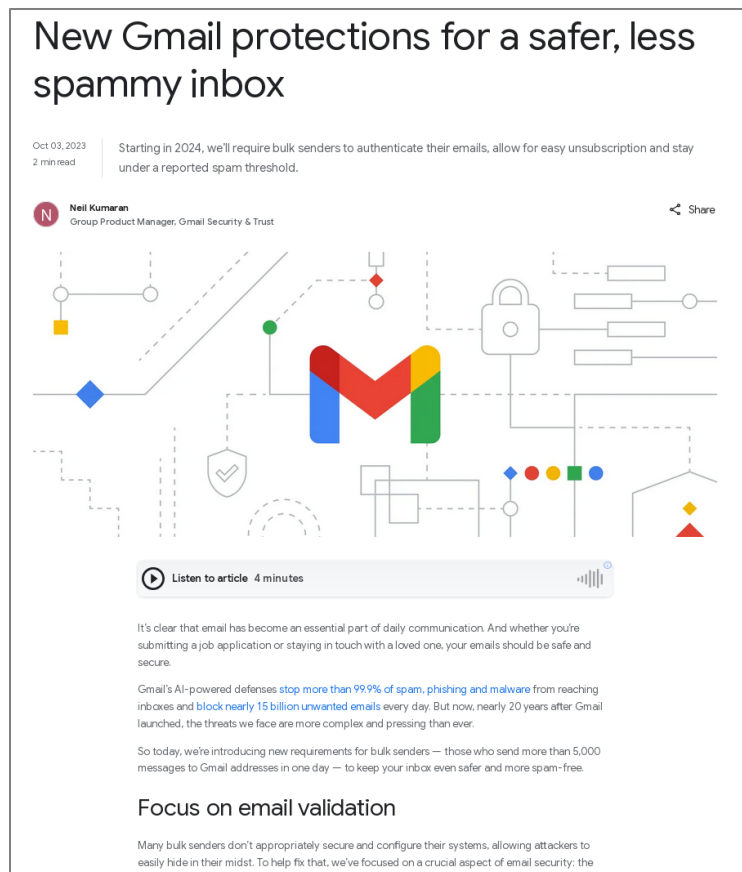 New Gmail protections for a safer, less
spammy inbox
Oct 03, 2023
2 min read
Starting in 2024, we'll require bulk senders to authenticate their emails, allow for easy unsubscription and stay
under a reported spam threshold.
N
Neil Kumaran
Group Product Manager, Gmail Security & Trust
Share
Listen to article 4 minutes
It's clear that email has become an essential part of daily communication. And whether you're
submitting a job application or staying in touch with a loved one, your emails should be safe and
secure.
Gmail's AI-powered defenses stop more than 99.9% of spam, phishing and malware from reaching
inboxes and block nearly 15 billion unwanted emails every day. But now, nearly 20 years after Gmail
launched, the threats we face are more complex and pressing than ever.
So today, we're introducing new requirements for bulk senders — those who send more than 5,000
messages to Gmail addresses in one day — to keep your inbox even safer and more spam-free.
Focus on email validation
Many bulk senders don't appropriately secure and configure their systems, allowing attackers to
easily hide in their midst. To help fix that, we've focused on a crucial aspect of email security: the